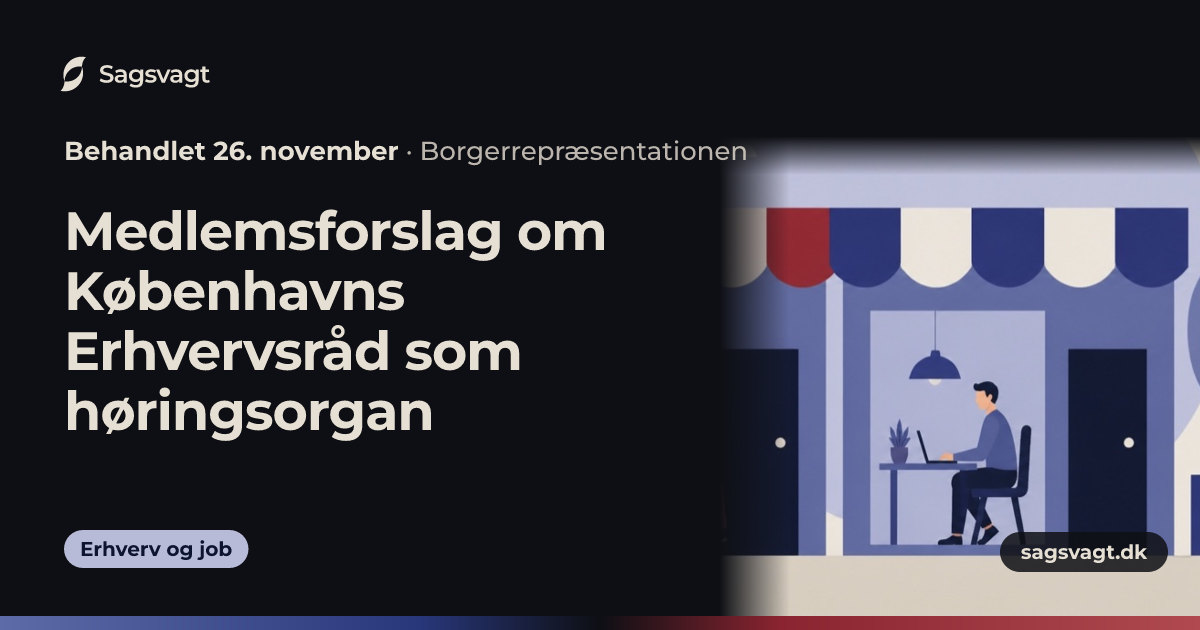 Sagsvagt
Behandlet 26. november · Borgerrepræsentationen
Medlemsforslag om
Københavns
Erhvervsråd som
høringsorgan
Erhverv og job
sagsvagt.dk